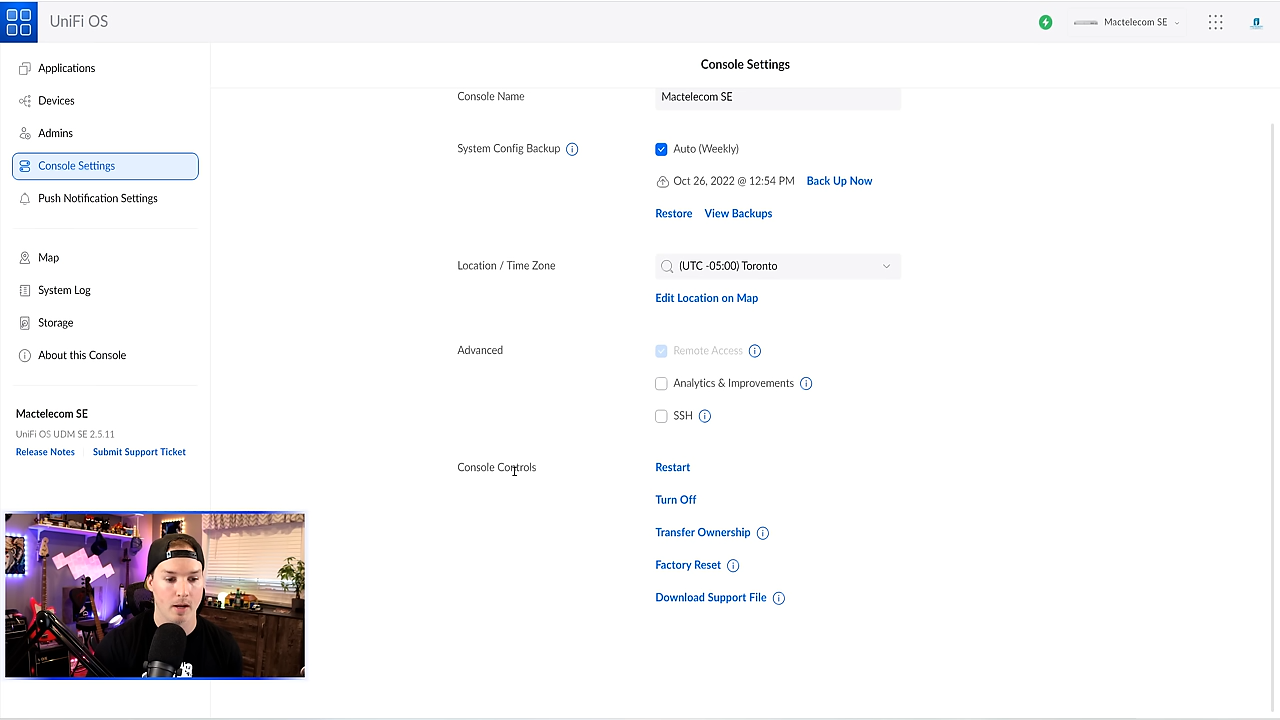 UniFi OS
Mactelecom SE
Applications
Devices
Admins
Console Settings
Push Notification Settings
Map
System Log
Storage
About this Console
Mactelecom SE
UniFi OS UDM SE 2.5.11
Release Notes Submit Support Ticket
Console Settings
Console Name Mactelecom SE
System Config Backup Auto (Weekly)
Oct 26, 2022 @ 12:54 PM Back Up Now
Restore View Backups
Location / Time Zone (UTC -05:00) Toronto
Edit Location on Map
Advanced Remote Access
Analytics & Improvements
SSH
Console Controls Restart
Turn Off
Transfer Ownership
Factory Reset
Download Support File